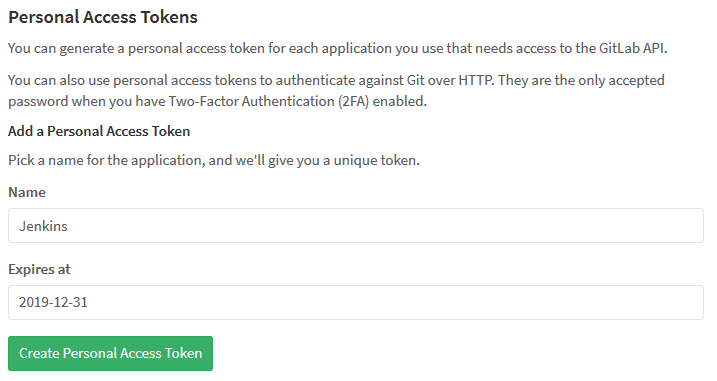 Personal Access Tokens
You can generate a personal access token for each application you use that needs access to the GitLab API.
You can also use personal access tokens to authenticate against Git over HTTP. They are the only accepted
password when you have Two-Factor Authentication (2FA) enabled.
Add a Personal Access Token
Pick a name for the application, and we'll give you a unique token.
Name
Jenkins
Expires at
2019-12-31
Create Personal Access Token